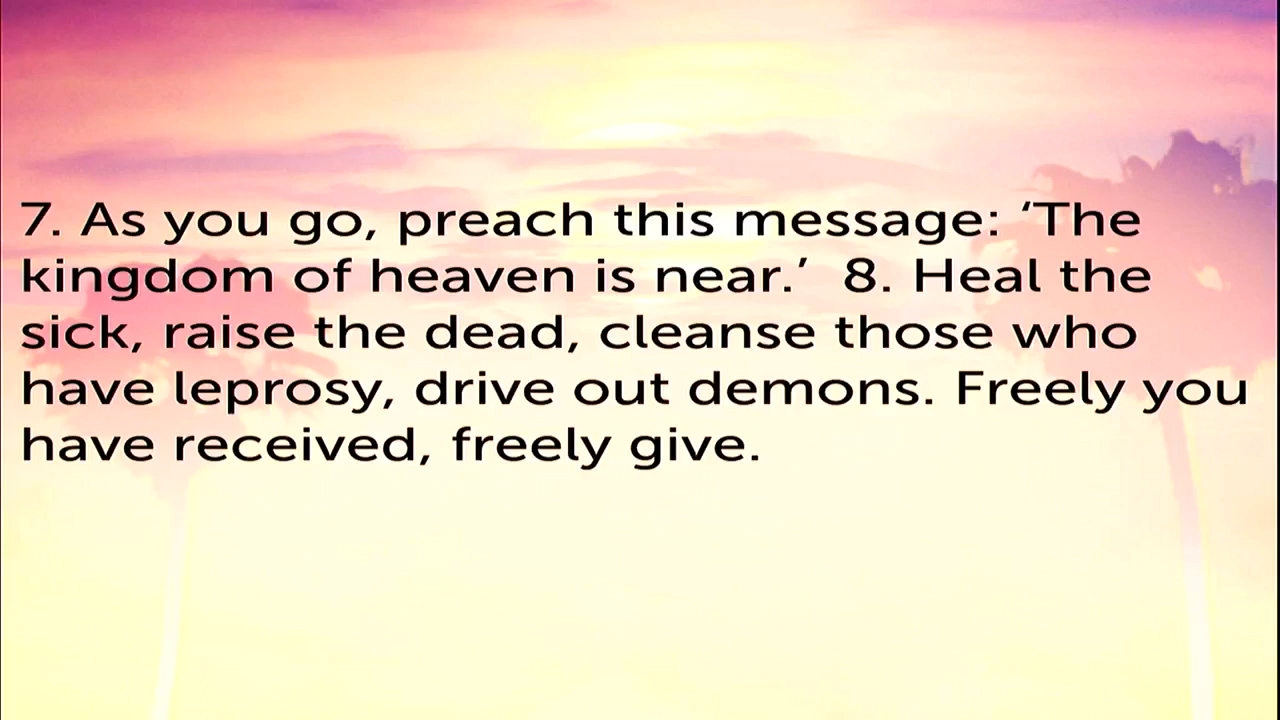 7. As you go, preach this message: ‘The
kingdom of heaven is near.’  8. Heal the
sick, raise the dead, cleanse those who
have leprosy, drive out demons. Freely you
have received, freely give.